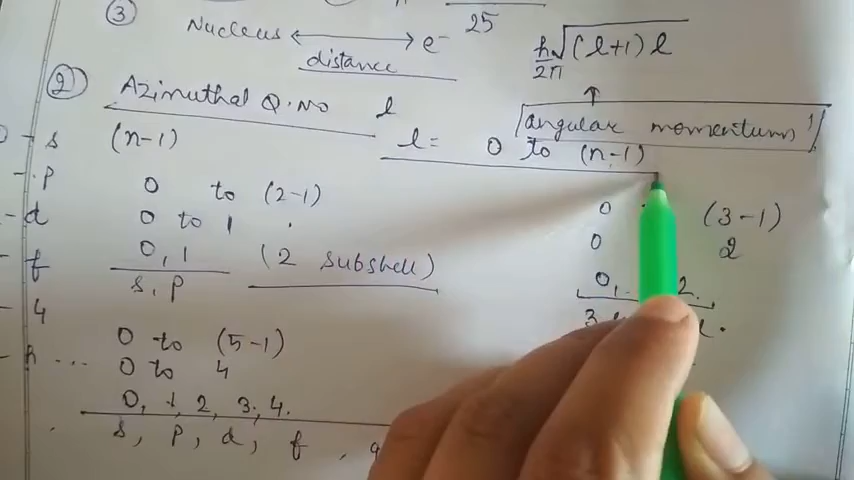 25
③ Nucleus ⟷ e⁻
distance
h/2π √(l+1)l
② Azimuthal Q.No l
angular momentum
l = 0 to (n-1)
s (n-1)
p 0 to (2-1)
d 0 to 1 .
f 0, 1 (2 subshell)
s, p
0 (3-1)
0 2
0, 2.
3
0 to (5-1)
h ... 0 to 4
0, 1, 2, 3, 4.
s, p, d, f,